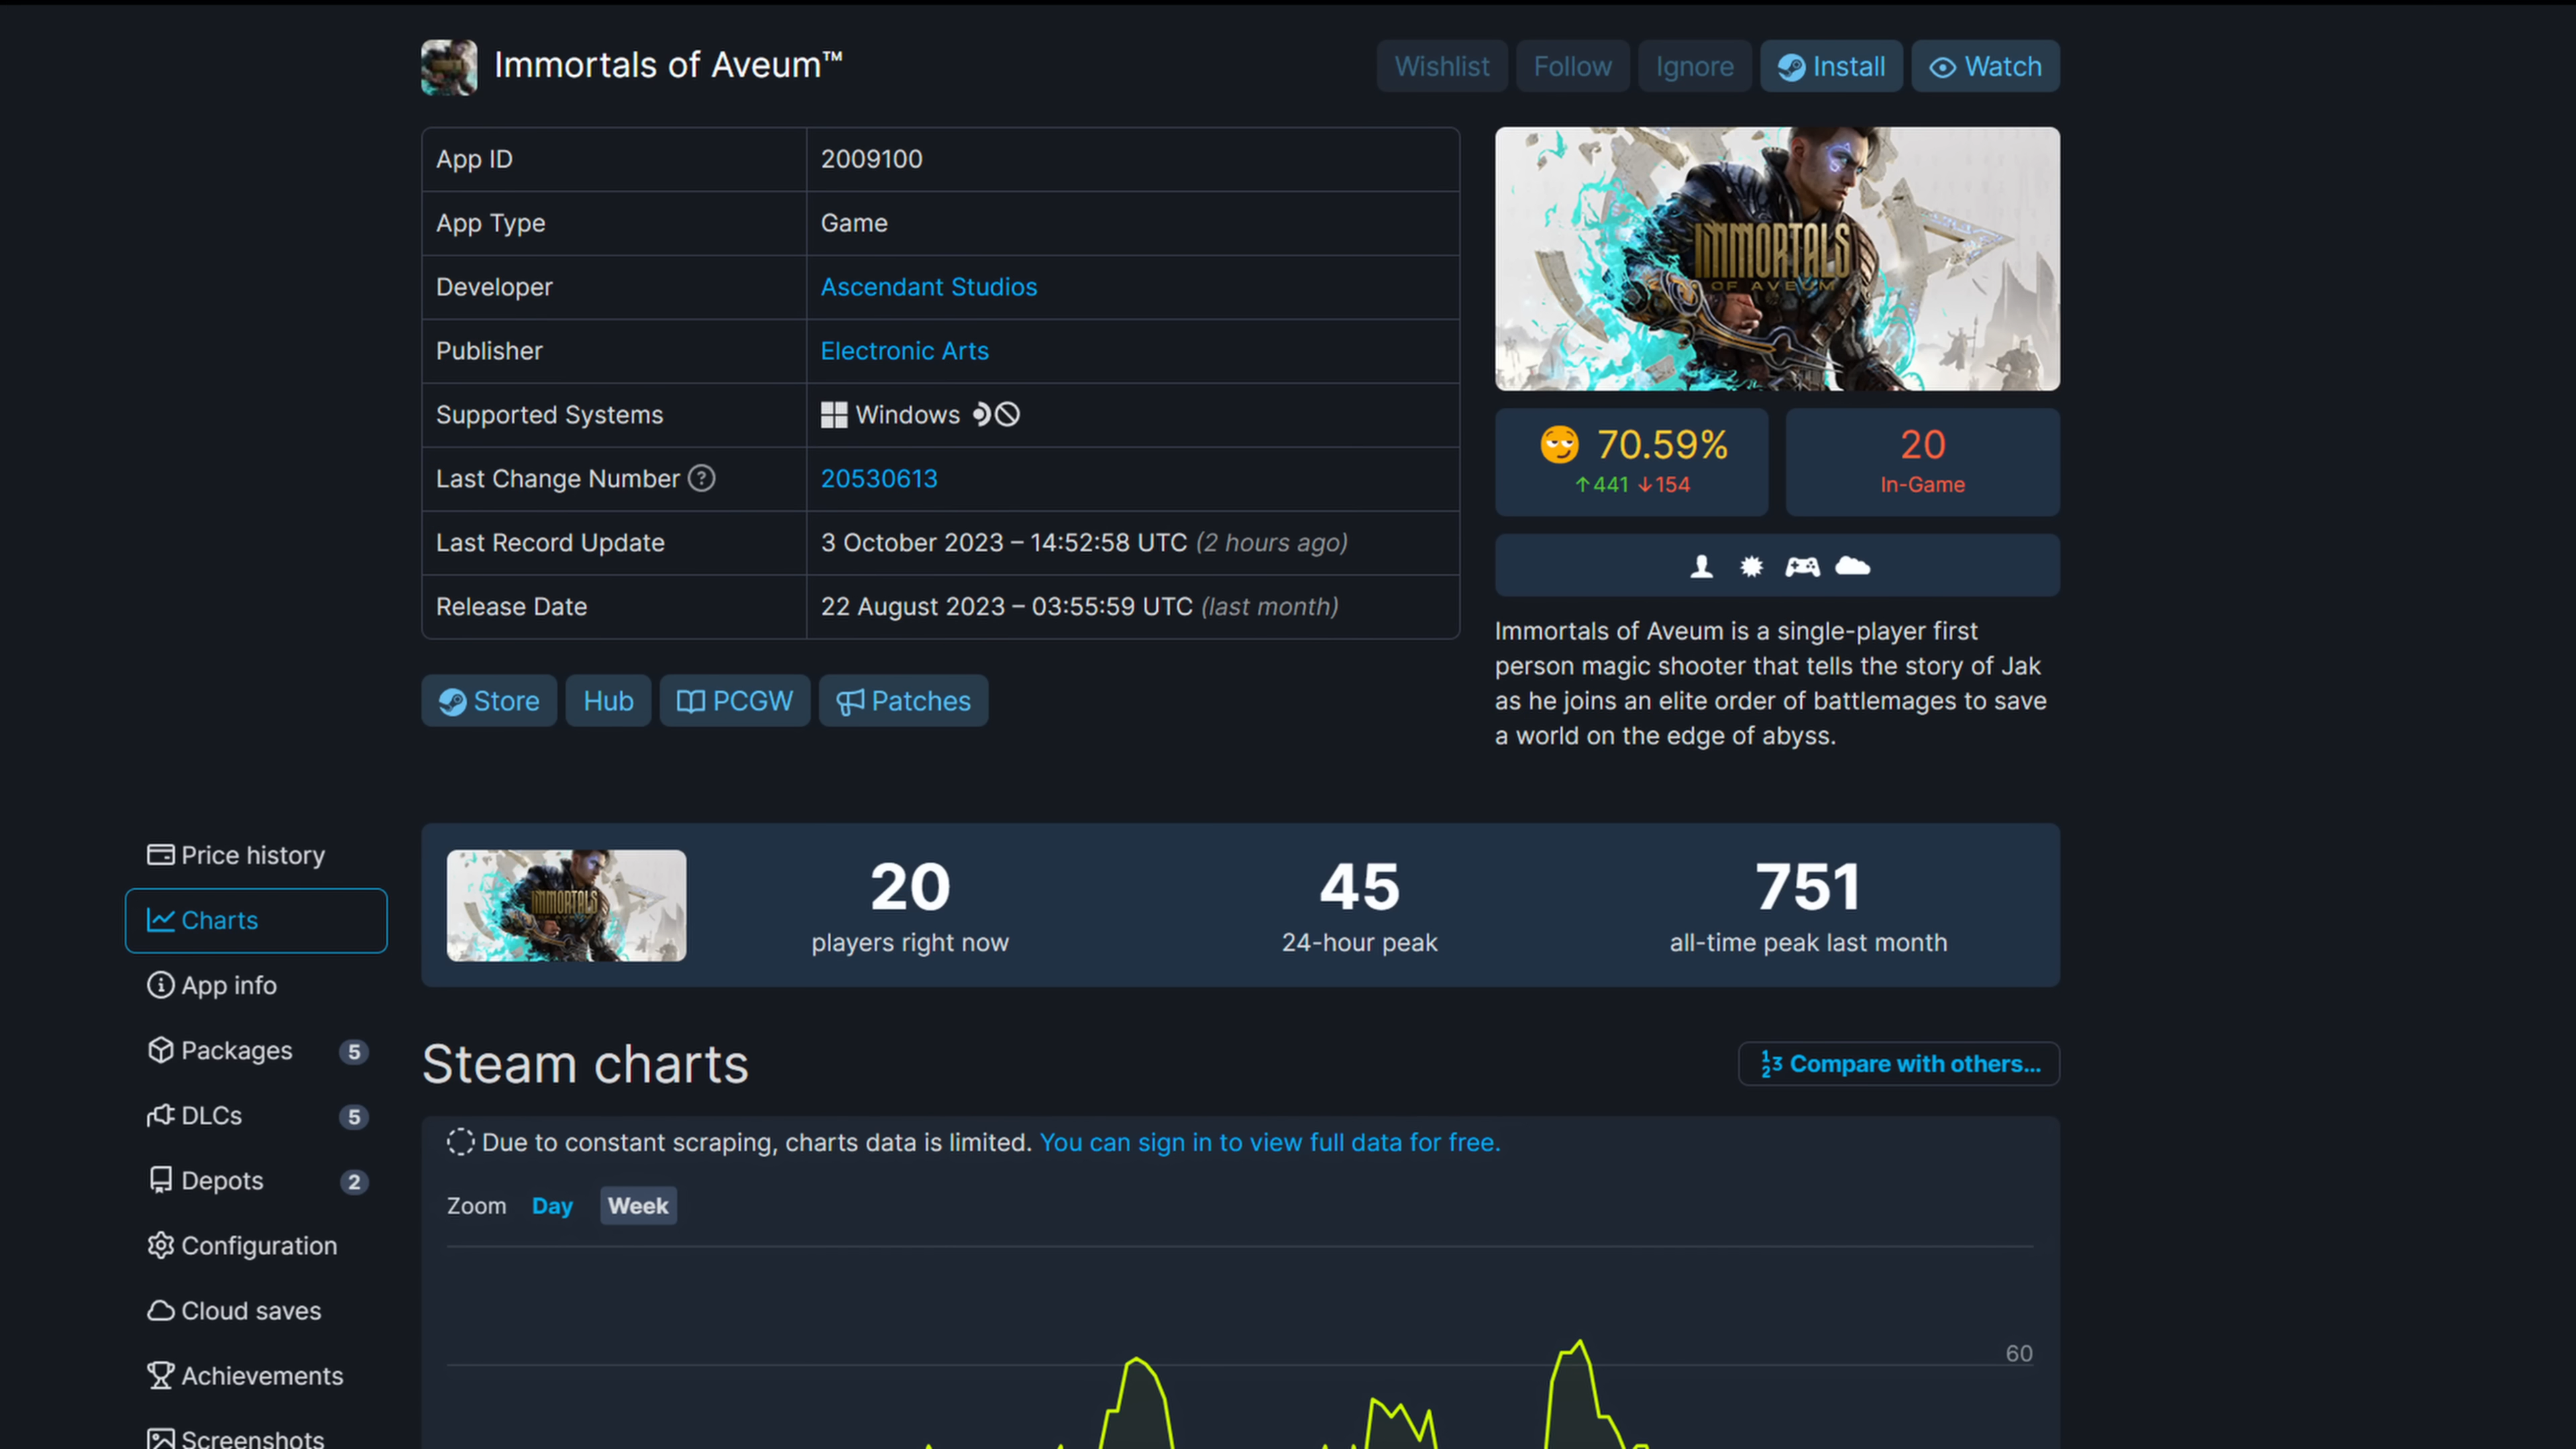 Immortals of Aveum™
Wishlist
Follow
Ignore
Install
Watch
App ID 2009100
App Type Game
Developer Ascendant Studios
Publisher Electronic Arts
Supported Systems Windows
Last Change Number ? 20530613
Last Record Update 3 October 2023 – 14:52:58 UTC (2 hours ago)
Release Date 22 August 2023 – 03:55:59 UTC (last month)
Store
Hub
PCGW
Patches
IMMORTALS
OF AVEUM
70.59%
↑441 ↓154
20
In-Game
Immortals of Aveum is a single-player first
person magic shooter that tells the story of Jak
as he joins an elite order of battlemages to save
a world on the edge of abyss.
Price history
Charts
App info
Packages 5
DLCs 5
Depots 2
Configuration
Cloud saves
Achievements
Screenshots
IMMORTALS
OF AVEUM
20
players right now
45
24-hour peak
751
all-time peak last month
Steam charts
Compare with others...
Due to constant scraping, charts data is limited. You can sign in to view full data for free.
Zoom Day Week
60